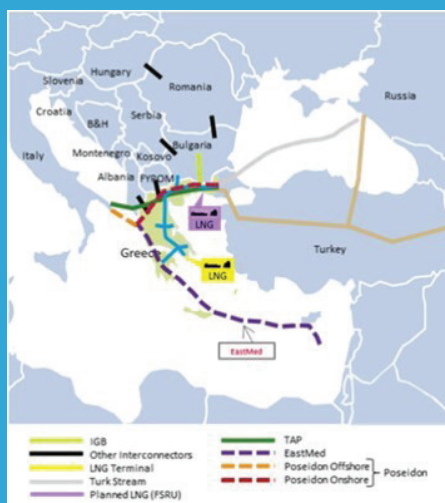 Slovenia
Hungary
Romania
Russia
Croatia
B&H
Serbia
Italy
Montenegro
Kosovo
Bulgaria
Albania
FYROM
LNG
Greece
Turkey
LNG
EastMed
IGB
Other Interconnectors
LNG Terminal
Turk Stream
Planned LNG (FSRU)
TAP
EastMed
Poseidon Offshore
Poseidon Onshore
Poseidon